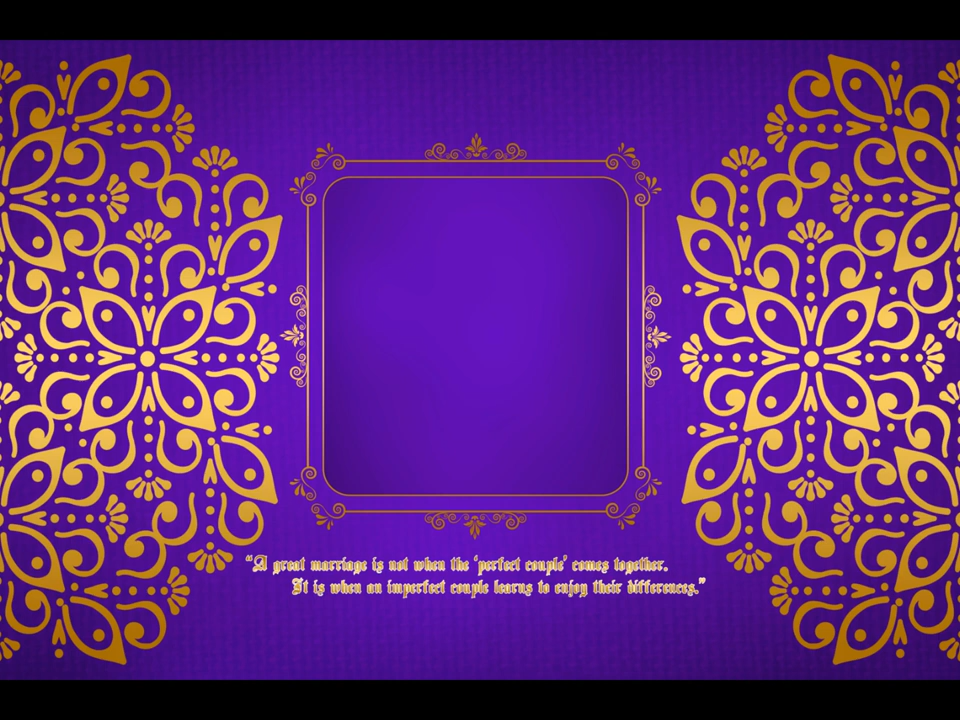 “A great marriage is not when the ‘perfect couple’ comes together.
It is when an imperfect couple learns to enjoy their differences.”